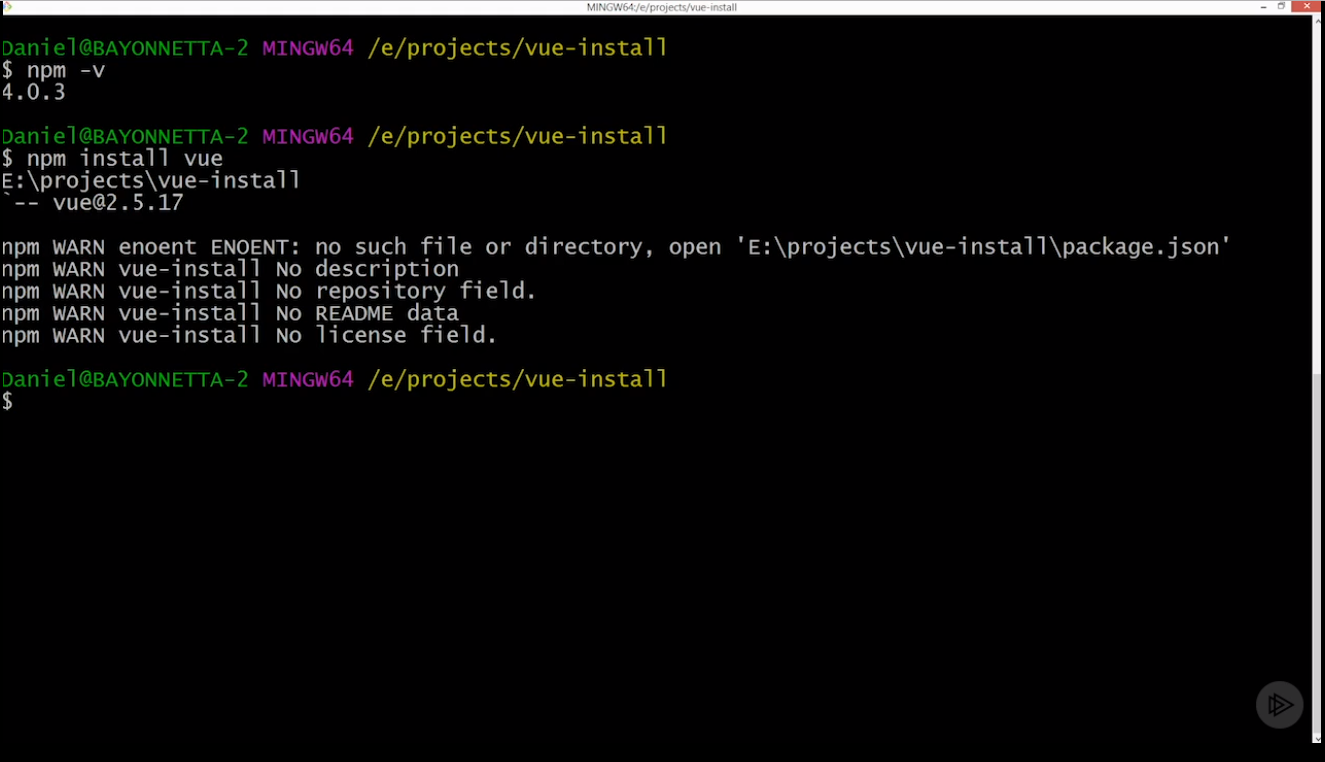 MINGW64:/e/projects/vue-install
Daniel@BAYONNETTA-2 MINGW64 /e/projects/vue-install
$ npm -v
4.0.3
Daniel@BAYONNETTA-2 MINGW64 /e/projects/vue-install
$ npm install vue
E:\projects\vue-install
`-- vue@2.5.17
npm WARN enoent ENOENT: no such file or directory, open 'E:\projects\vue-install\package.json'
npm WARN vue-install No description
npm WARN vue-install No repository field.
npm WARN vue-install No README data
npm WARN vue-install No license field.
Daniel@BAYONNETTA-2 MINGW64 /e/projects/vue-install
$